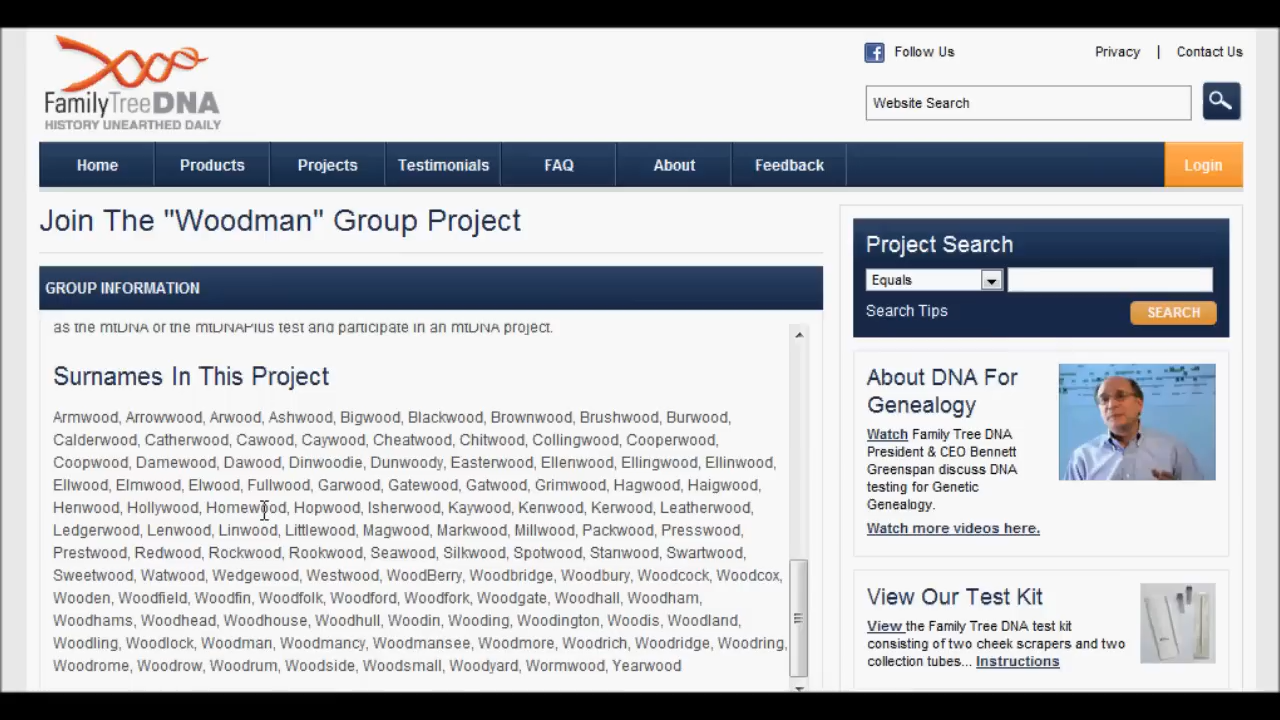 FamilyTreeDNA
HISTORY UNEARTHED DAILY
Follow Us
Privacy | Contact Us
Website Search
Home Products Projects Testimonials FAQ About Feedback Login
Join The "Woodman" Group Project
GROUP INFORMATION
as the mtDNA or the mtDNAPlus test and participate in an mtDNA project.
Surnames In This Project
Armwood, Arrowwood, Arwood, Ashwood, Bigwood, Blackwood, Brownwood, Brushwood, Burwood,
Calderwood, Catherwood, Cawood, Caywood, Cheatwood, Chitwood, Collingwood, Cooperwood,
Coopwood, Damewood, Dawood, Dinwoodie, Dunwoody, Easterwood, Ellenwood, Ellingwood, Ellinwood,
Ellwood, Elmwood, Elwood, Fullwood, Garwood, Gatewood, Gatwood, Grimwood, Hagwood, Haigwood,
Henwood, Hollywood, Homewood, Hopwood, Isherwood, Kaywood, Kenwood, Kerwood, Leatherwood,
Ledgerwood, Lenwood, Linwood, Littlewood, Magwood, Markwood, Millwood, Packwood, Presswood,
Prestwood, Redwood, Rockwood, Rookwood, Seawood, Silkwood, Spotwood, Stanwood, Swartwood,
Sweetwood, Watwood, Wedgewood, Westwood, WoodBerry, Woodbridge, Woodbury, Woodcock, Woodcox,
Wooden, Woodfield, Woodfin, Woodfolk, Woodford, Woodfork, Woodgate, Woodhall, Woodham,
Woodhams, Woodhead, Woodhouse, Woodhull, Woodin, Wooding, Woodington, Woodis, Woodland,
Woodling, Woodlock, Woodman, Woodmancy, Woodmansee, Woodmore, Woodrich, Woodridge, Woodring,
Woodrome, Woodrow, Woodrum, Woodside, Woodsmall, Woodyard, Wormwood, Yearwood
Project Search
Equals
Search Tips
SEARCH
About DNA For
Genealogy
Watch Family Tree DNA
President & CEO Bennett
Greenspan discuss DNA
testing for Genetic
Genealogy.
Watch more videos here.
View Our Test Kit
View the Family Tree DNA test kit
consisting of two cheek scrapers and two
collection tubes... Instructions